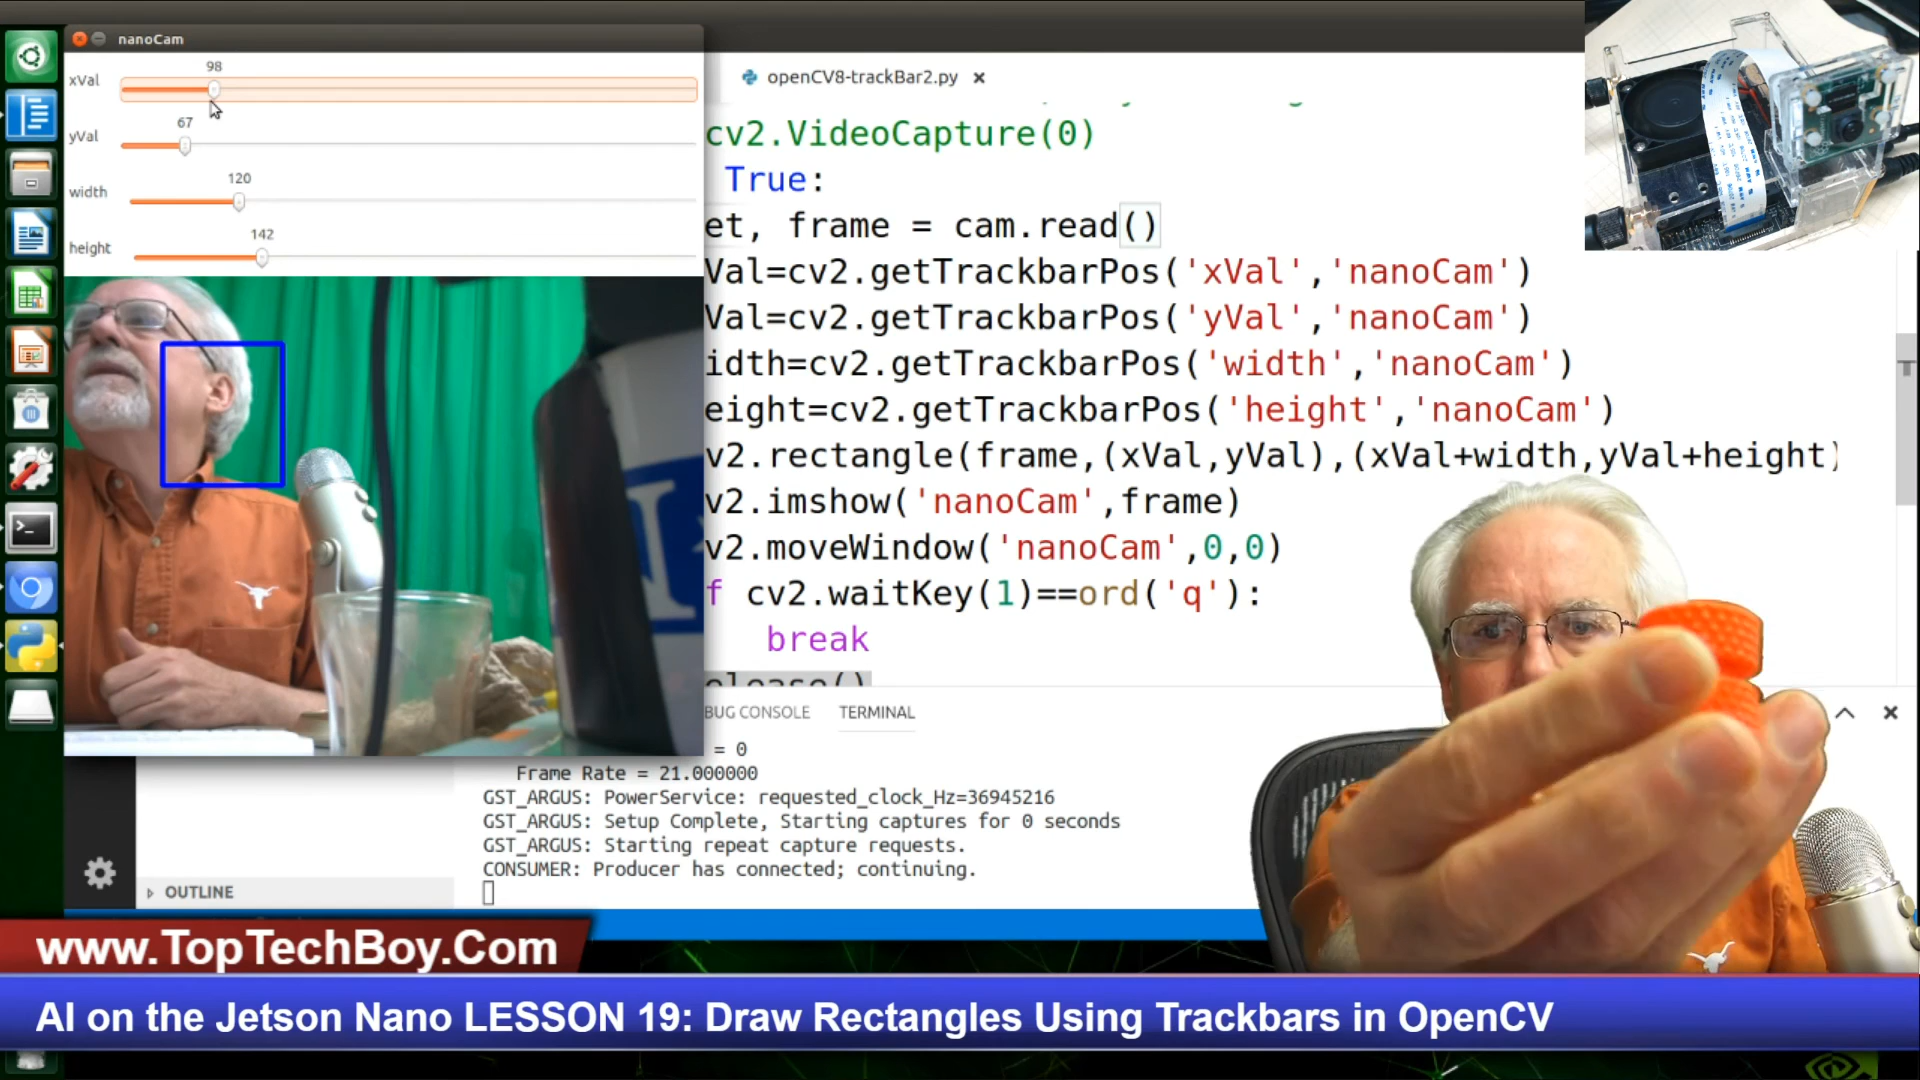 nanoCam
98
xVal
67
yVal
120
width
142
height
openCV8-trackBar2.py
cv2.VideoCapture(0)
True:
et, frame = cam.read()
Val=cv2.getTrackbarPos('xVal','nanoCam')
Val=cv2.getTrackbarPos('yVal','nanoCam')
idth=cv2.getTrackbarPos('width','nanoCam')
eight=cv2.getTrackbarPos('height','nanoCam')
v2.rectangle(frame,(xVal,yVal),(xVal+width,yVal+height)
v2.imshow('nanoCam',frame)
v2.moveWindow('nanoCam',0,0)
f cv2.waitKey(1)==ord('q'):
break
elease()
BUG CONSOLE TERMINAL
= 0
Frame Rate = 21.000000
GST_ARGUS: PowerService: requested_clock_Hz=36945216
GST_ARGUS: Setup Complete, Starting captures for 0 seconds
GST_ARGUS: Starting repeat capture requests.
CONSUMER: Producer has connected; continuing.
OUTLINE
www.TopTechBoy.Com
AI on the Jetson Nano LESSON 19: Draw Rectangles Using Trackbars in OpenCV